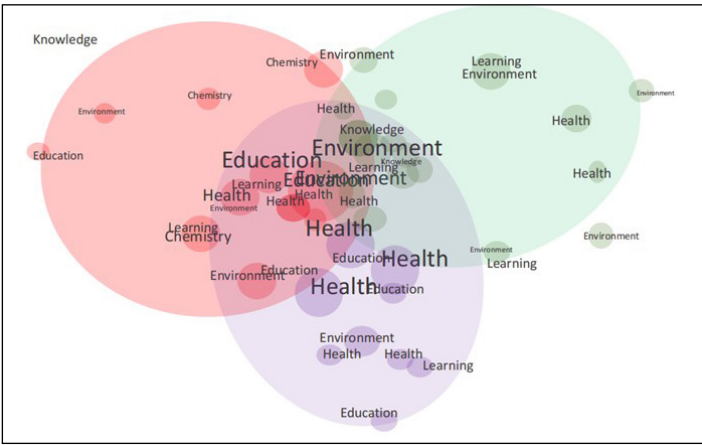 Knowledge
Environment
Chemistry
Learning
Environment
Environment
Chemistry
Environment
Health
Health
Knowledge
Environment
Education
Education
Knowledge
Learning
Health
Environment
Learning
Education
Health
Health
Health
Health
Environment
Learning
Chemistry
Health
Environment
Environment
Learning
Education
Health
Education
Environment
Health
Education
Environment
Health
Health
Learning
Education